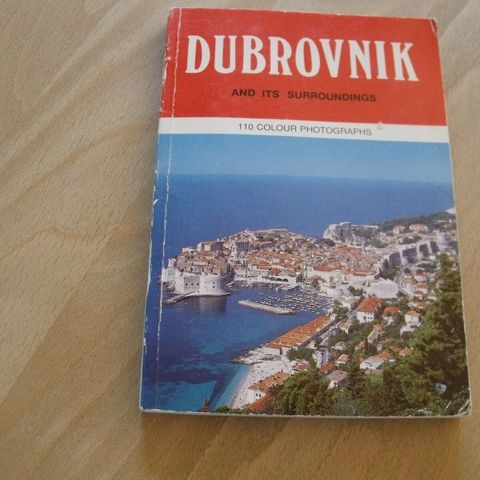 DUBROVNIK
AND ITS SURROUNDINGS
110 COLOUR PHOTOGRAPHS